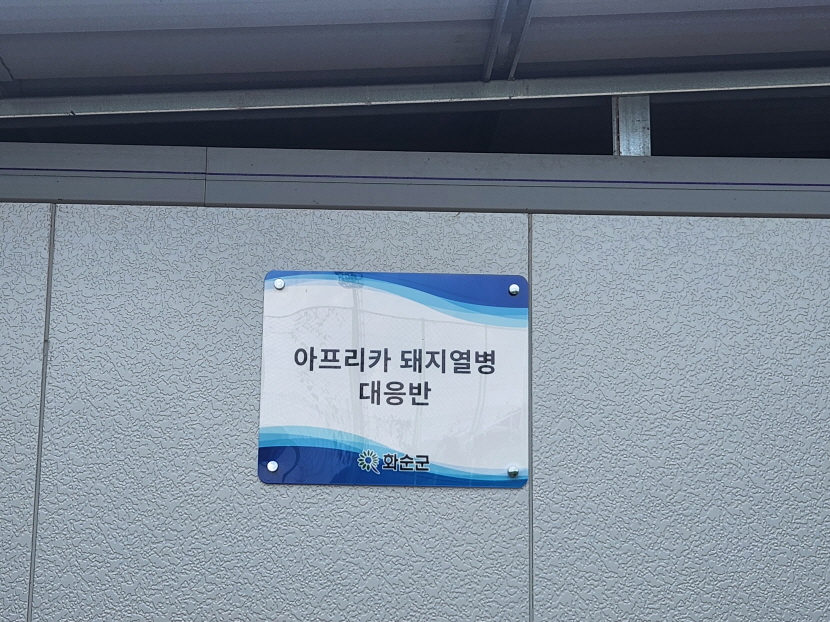 아프리카 돼지열병
대응반
화순군